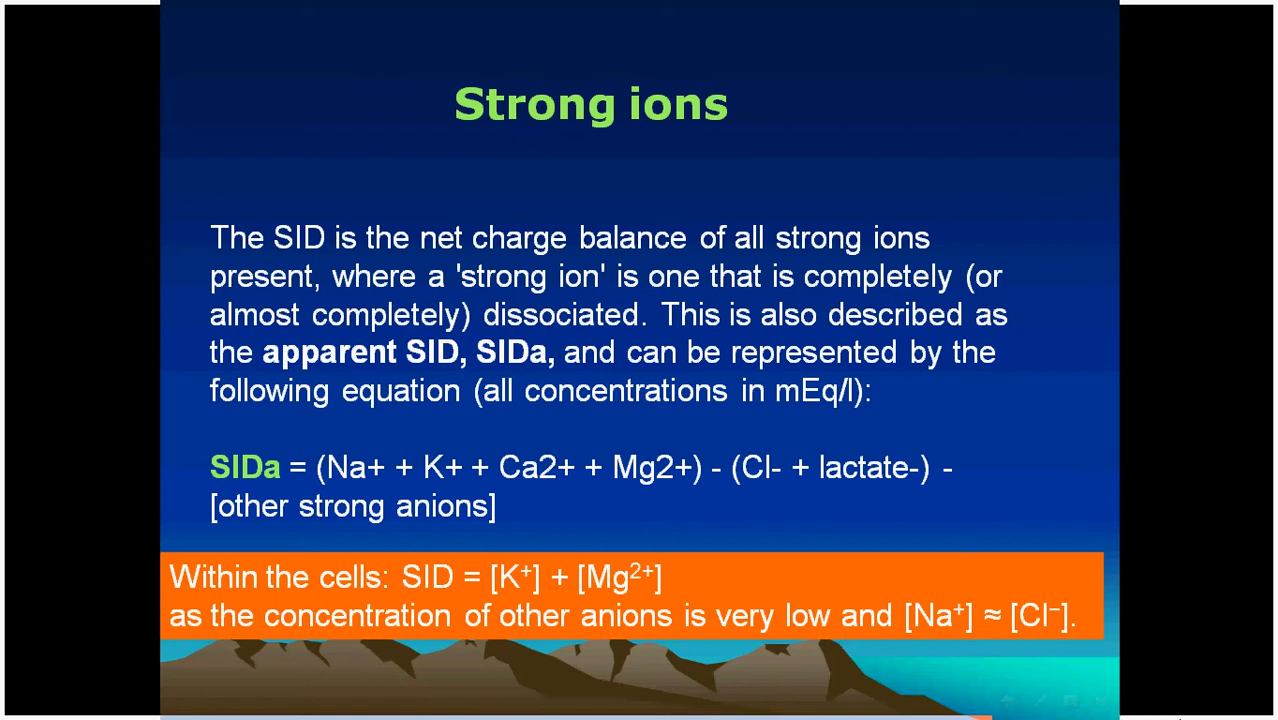 Strong ions
The SID is the net charge balance of all strong ions
present, where a 'strong ion' is one that is completely (or
almost completely) dissociated. This is also described as
the apparent SID, SIDa, and can be represented by the
following equation (all concentrations in mEq/l):
SIDa = (Na+ + K+ + Ca2+ + Mg2+) - (Cl- + lactate-) -
[other strong anions]
Within the cells: SID = [K⁺] + [Mg²⁺]
as the concentration of other anions is very low and [Na⁺] ≈ [Cl⁻].